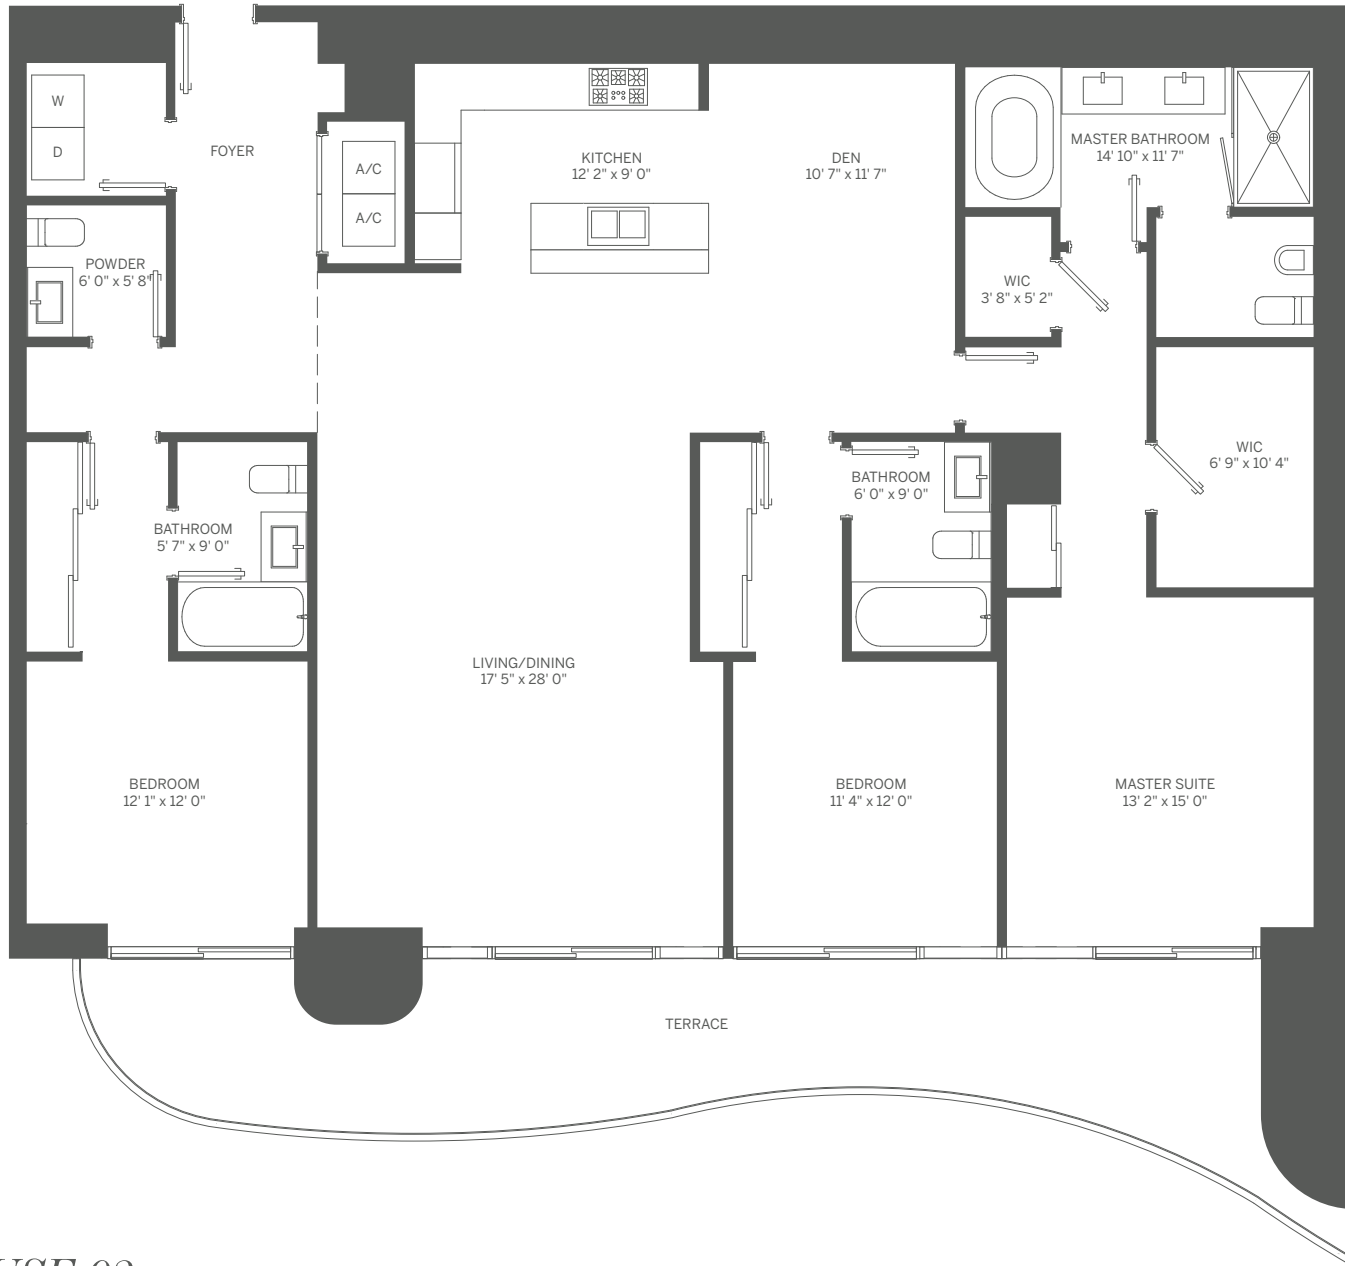 W
D
FOYER
A/C
A/C
KITCHEN
12' 2" x 9' 0"
DEN
10' 7" x 11' 7"
MASTER BATHROOM
14' 10" x 11' 7"
POWDER
6' 0" x 5' 8"
WIC
3' 8" x 5' 2"
WIC
6' 9" x 10' 4"
BATHROOM
5' 7" x 9' 0"
BATHROOM
6' 0" x 9' 0"
LIVING/DINING
17' 5" x 28' 0"
BEDROOM
12' 1" x 12' 0"
BEDROOM
11' 4" x 12' 0"
MASTER SUITE
13' 2" x 15' 0"
TERRACE